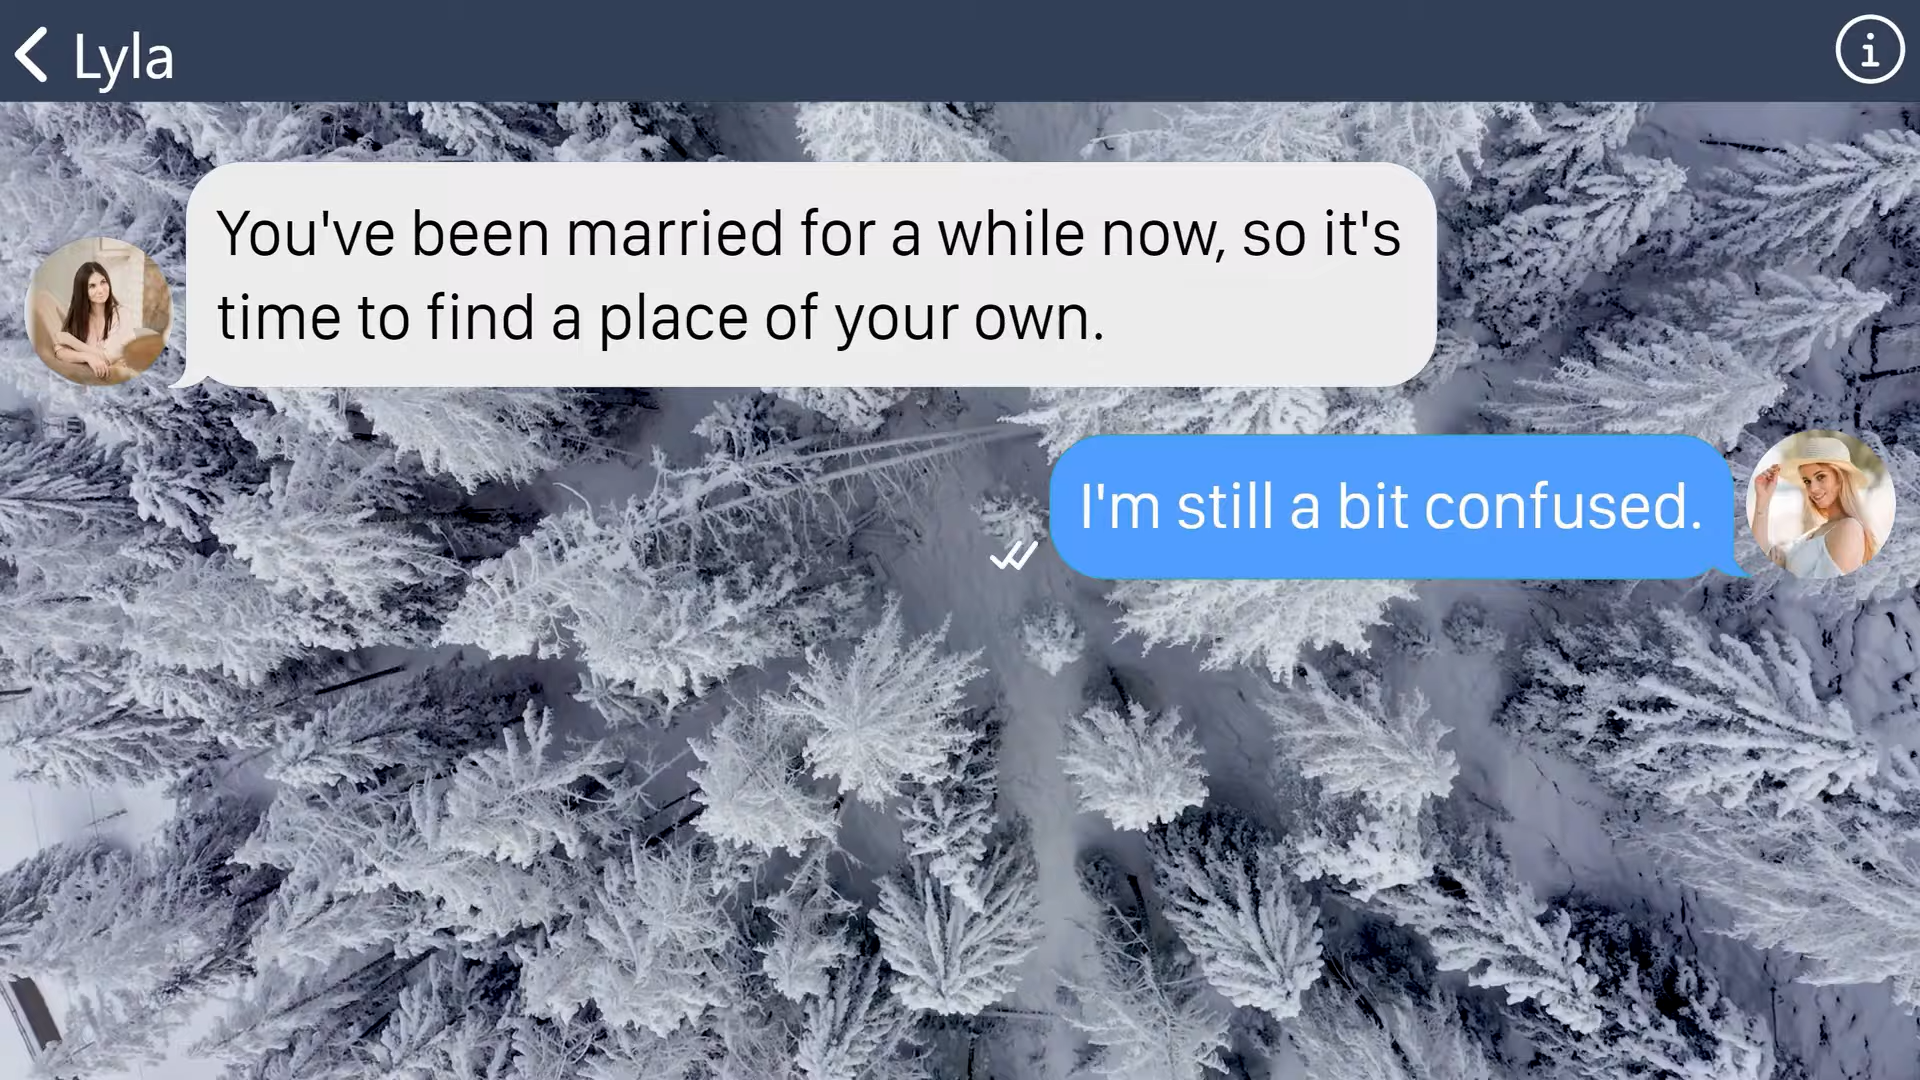 Lyla
You've been married for a while now, so it's
time to find a place of your own.
I'm still a bit confused.